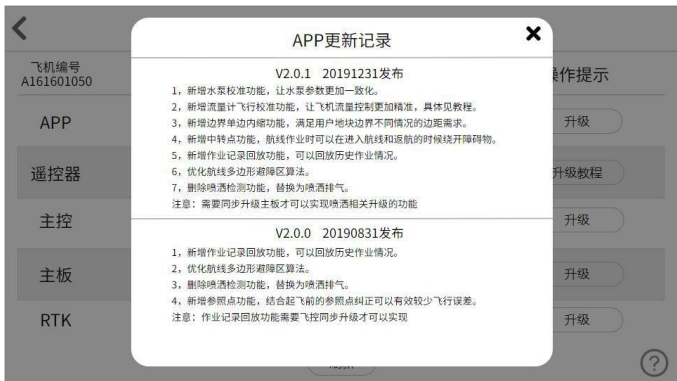 APP更新记录
飞机编号
A161601050
操作提示
V2.0.1 20191231发布
1，新增水泵校准功能，让水泵参数更加一致化。
2，新增流量计飞行校准功能，让飞机流量控制更加精准，具体见教程。
3，新增边界单边内缩功能，满足用户地块边界不同情况的边距需求。
4，新增中转点功能，航线作业时可以在进入航线和返航的时候绕开障碍物。
5，新增作业记录回放功能，可以回放历史作业情况。
6，优化航线多边形避障区算法。
7，删除喷洒检测功能，替换为喷洒排气。
注意：需要同步升级主板才可以实现喷洒相关升级的功能
V2.0.0 20190831发布
1，新增作业记录回放功能，可以回放历史作业情况。
2，优化航线多边形避障区算法。
3，删除喷洒检测功能，替换为喷洒排气。
4，新增参照点功能，结合起飞前的参照点纠正可以有效较少飞行误差。
注意：作业记录回放功能需要飞控同步升级才可以实现
APP
升级
遥控器
升级教程
主控
升级
主板
升级
RTK
升级
?